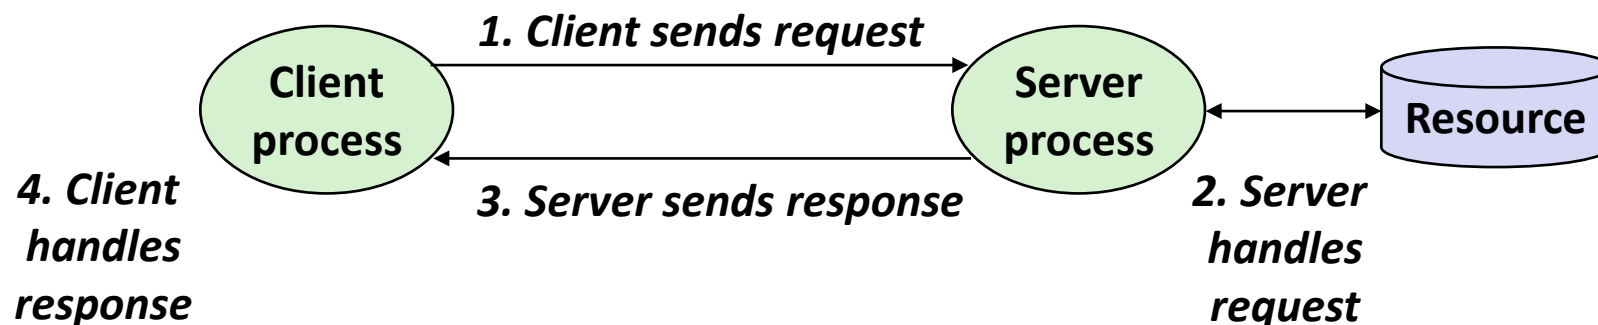 1. Client sends request
Client
process
Server
process
Resource
3. Server sends response
4. Client
handles
response
2. Server
handles
request